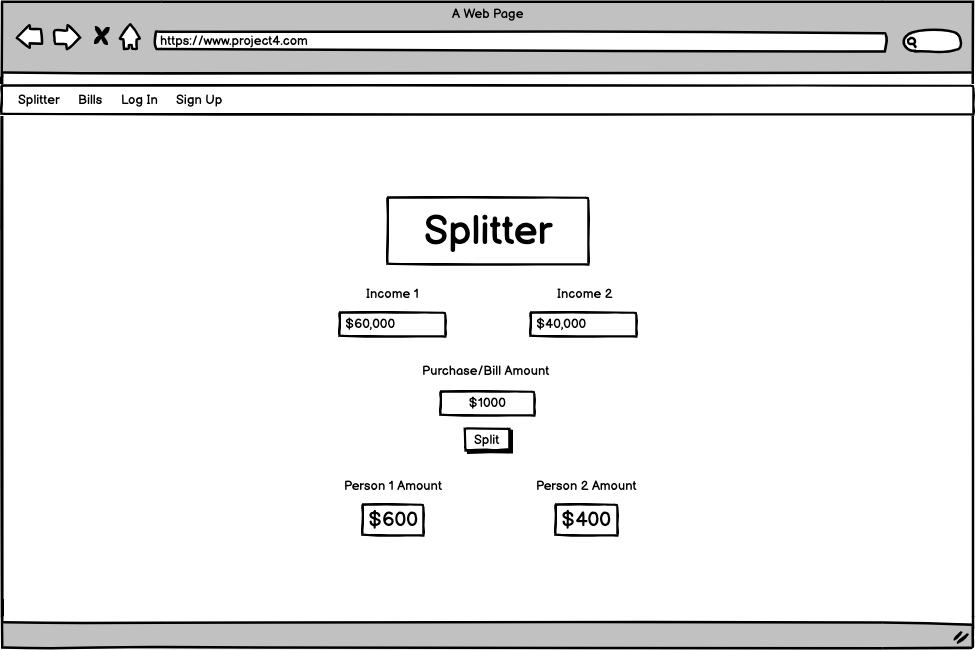 A Web Page
https://www.project4.com
Splitter Bills Log In Sign Up
Splitter
Income 1 Income 2
$60,000 $40,000
Purchase/Bill Amount
$1000
Split
Person 1 Amount Person 2 Amount
$600 $400